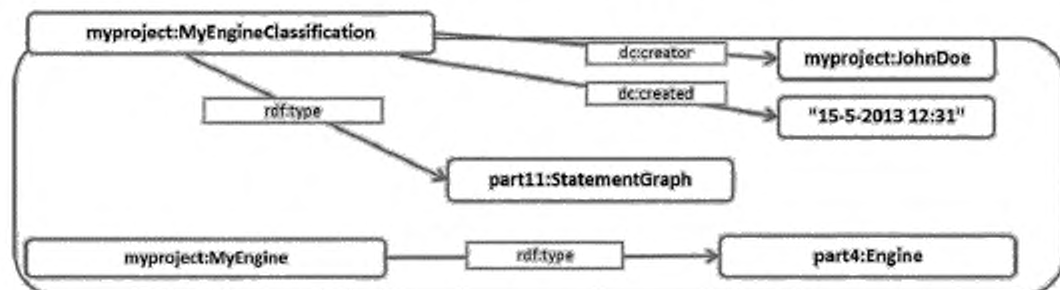 myproject:MyEngineClassification
dc:creator
myproject:JohnDoe
dc:created
"15-5-2013 12:31"
rdf:type
part11:StatementGraph
myproject:MyEngine
rdf:type
part4:Engine